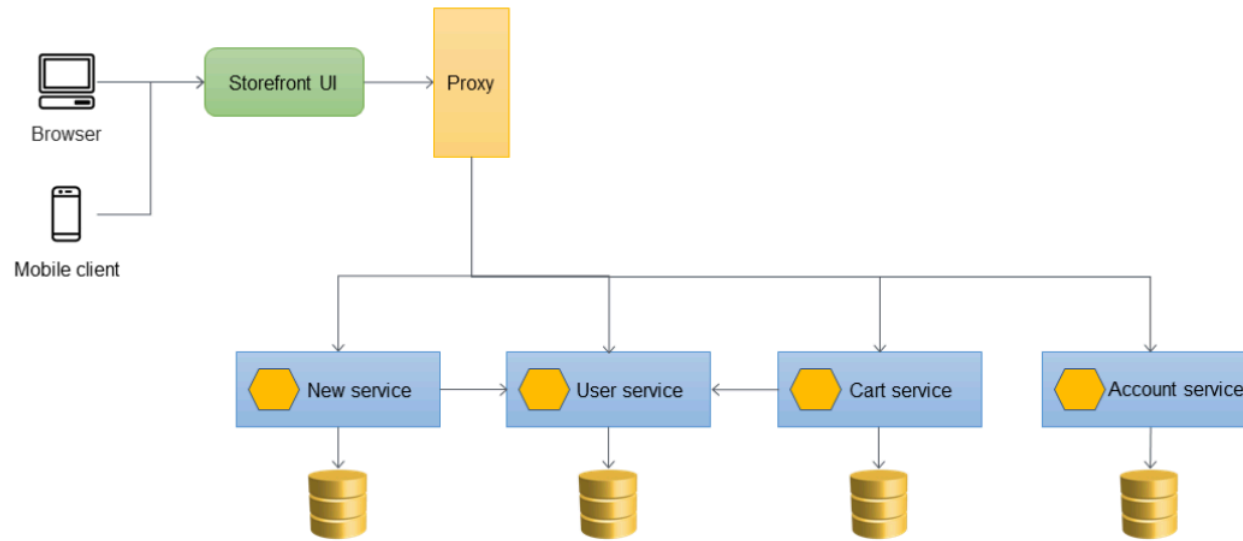 Storefront UI
Proxy
Browser
Mobile client
New service
User service
Cart service
Account service